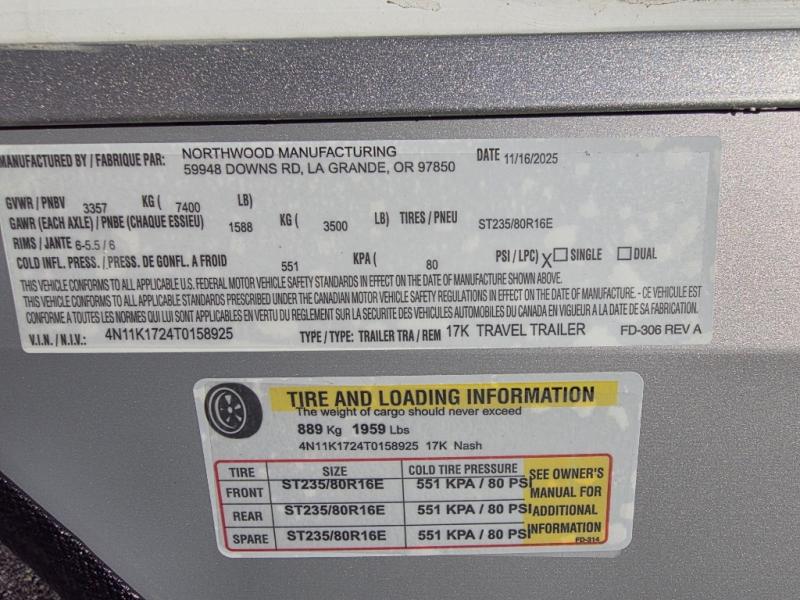 MANUFACTURED BY / FABRIQUE PAR: NORTHWOOD MANUFACTURING DATE 11/16/2025
59948 DOWNS RD, LA GRANDE, OR 97850
GVWR / PNBV 3357 KG ( 7400 LB)
GAWR (EACH AXLE) / PNBE (CHAQUE ESSIEU) 1588 KG ( 3500 LB) TIRES / PNEU ST235/80R16E
RIMS / JANTE 6-5.5 / 6
COLD INFL. PRESS. / PRESS. DE GONFL. A FROID 551 KPA ( 80 PSI / LPC) X SINGLE DUAL
THIS VEHICLE CONFORMS TO ALL APPLICABLE U.S. FEDERAL MOTOR VEHICLE SAFETY STANDARDS IN EFFECT ON THE DATE OF MANUFACTURE SHOWN ABOVE.
THIS VEHICLE CONFORMS TO ALL APPLICABLE STANDARDS PRESCRIBED UNDER THE CANADIAN MOTOR VEHICLE SAFETY REGULATIONS IN EFFECT ON THE DATE OF MANUFACTURE. - CE VEHICULE EST
CONFORME A TOUTES LES NORMES QUI LUI SONT APPLICABLES EN VERTU DU REGLEMENT SUR LA SECURITE DES VEHICULES AUTOMOBILES DU CANADA EN VIGUEUR A LA DATE DE SA FABRICATION.
V.I.N. / N.I.V.: 4N11K1724T0158925 TYPE / TYPE: TRAILER TRA / REM 17K TRAVEL TRAILER FD-306 REV A
TIRE AND LOADING INFORMATION
The weight of cargo should never exceed
889 Kg 1959 Lbs
4N11K1724T0158925 17K Nash
TIRE SIZE COLD TIRE PRESSURE
FRONT ST235/80R16E 551 KPA / 80 PSI
REAR ST235/80R16E 551 KPA / 80 PSI
SPARE ST235/80R16E 551 KPA / 80 PSI
SEE OWNER'S
MANUAL FOR
ADDITIONAL
INFORMATION
FD-314